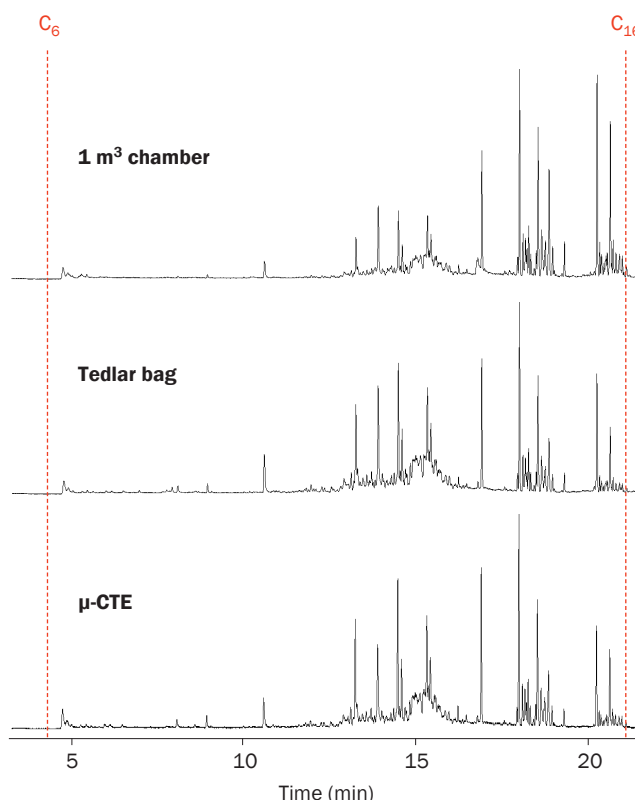 C₆ C₁₆
1 m³ chamber
Tedlar bag
μ-CTE
5 10 15 20
Time (min)